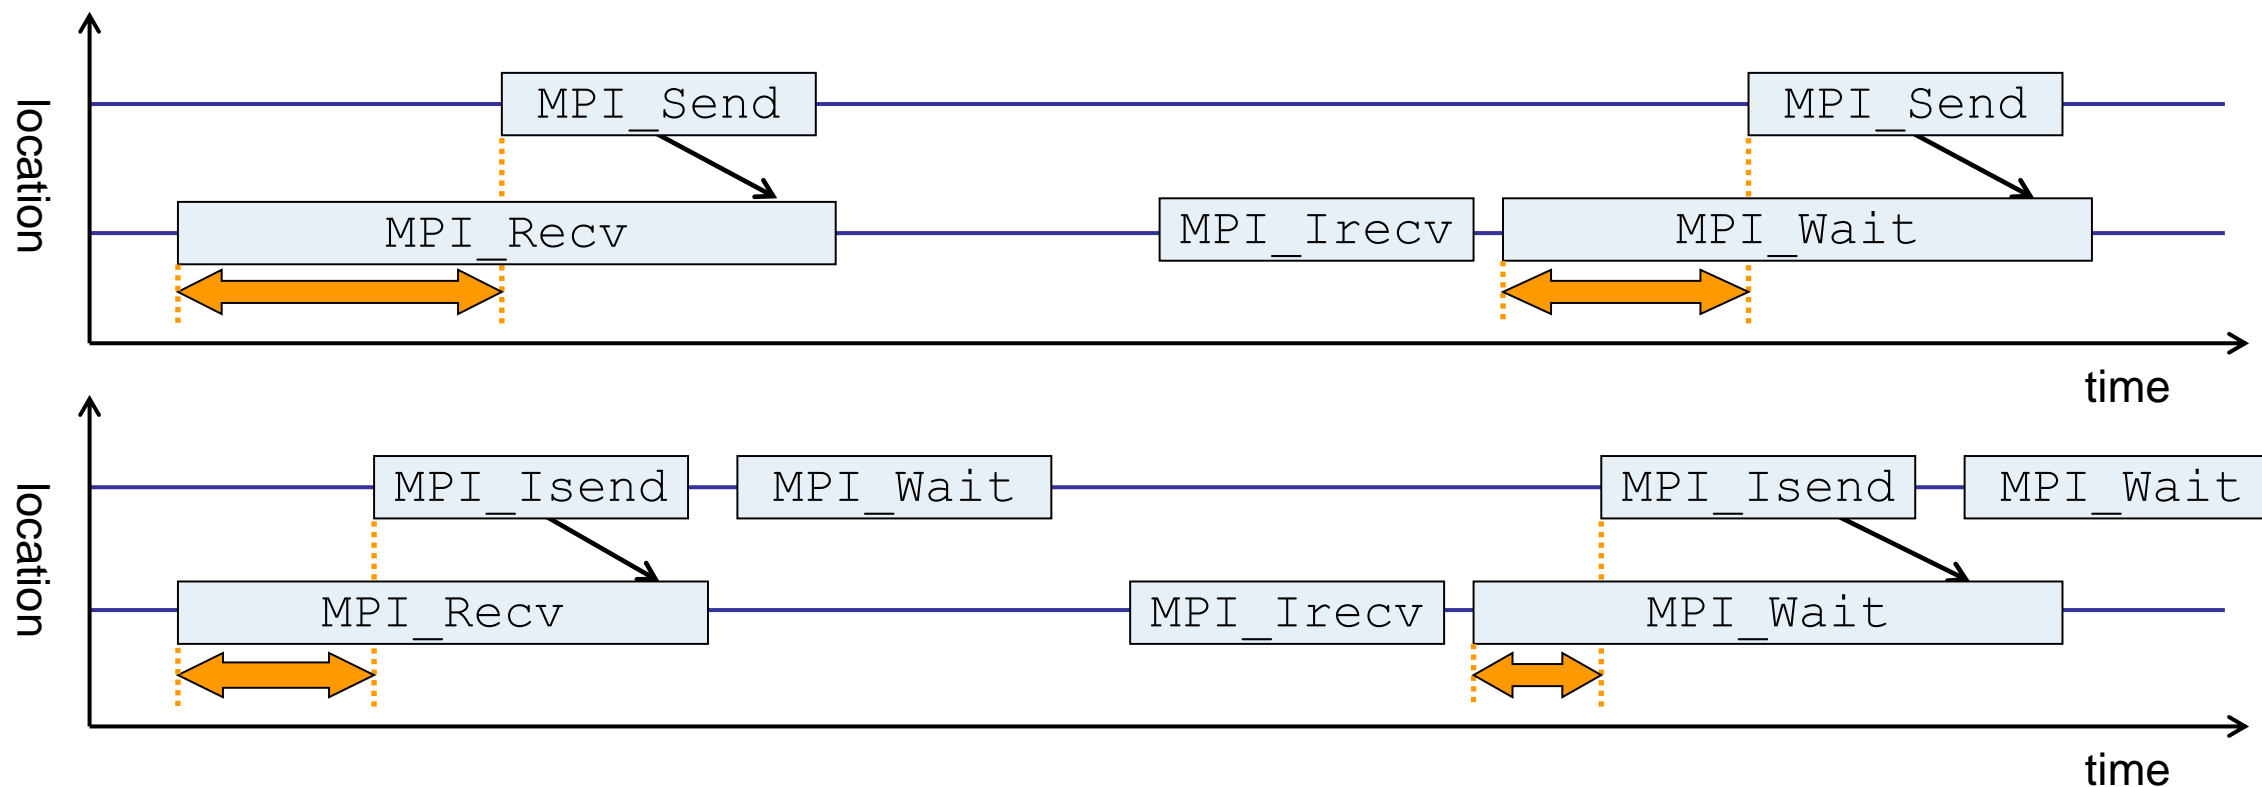 location
MPI_Send
MPI_Send
MPI_Recv
MPI_Irecv
MPI_Wait
time
location
MPI_Isend
MPI_Wait
MPI_Isend
MPI_Wait
MPI_Recv
MPI_Irecv
MPI_Wait
time